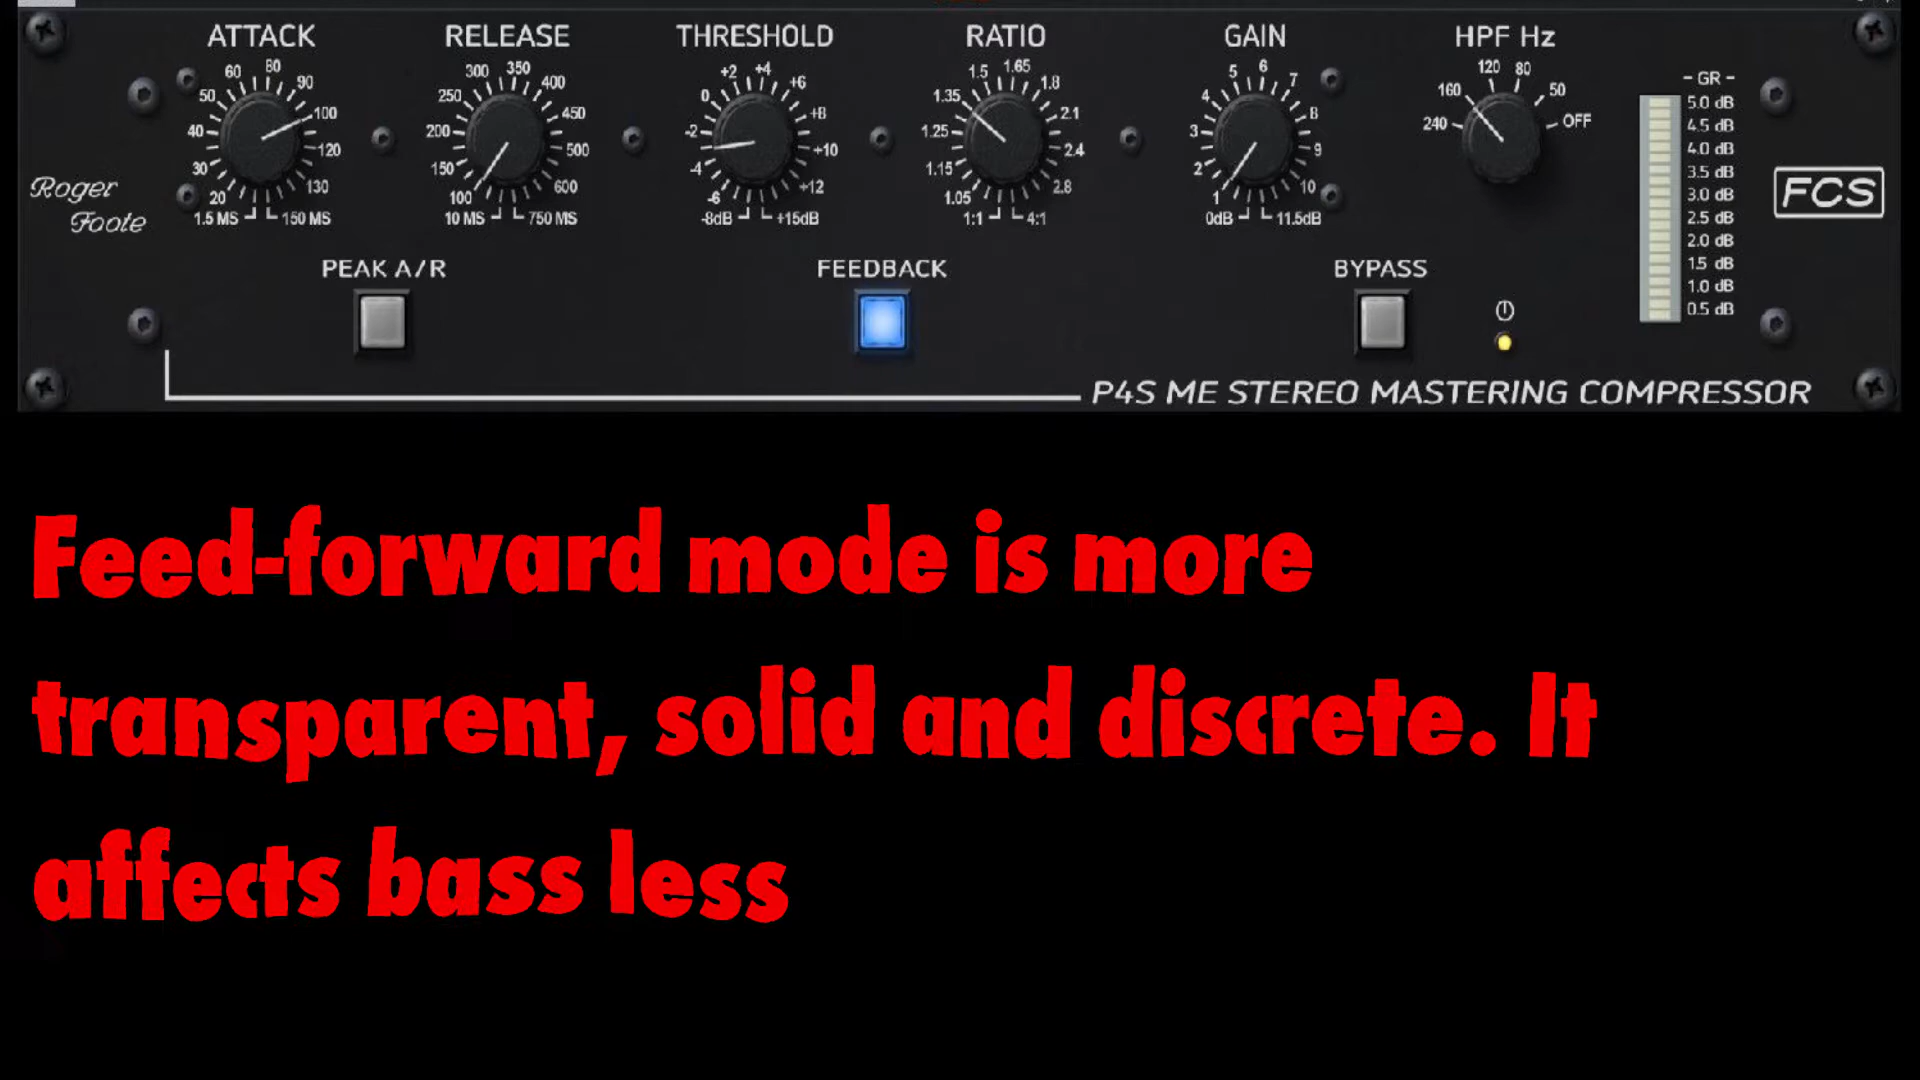 ATTACK RELEASE THRESHOLD RATIO GAIN HPF Hz
60 80 90 50 100 40 120 30 130 20 1.5 MS 150 MS
300 350 400 250 450 200 500 150 600 100 10 MS 750 MS
+2 +4 +6 0 +8 -2 +10 -4 +12 -6 -8dB +15dB
1.5 1.65 1.8 1.35 2.1 1.25 2.4 1.15 2.8 1.05 1:1 4:1
5 6 7 4 8 3 9 2 10 1 0dB 11.5dB
120 80 160 50 240 OFF
- GR -
5.0 dB
4.5 dB
4.0 dB
3.5 dB
3.0 dB
2.5 dB
2.0 dB
1.5 dB
1.0 dB
0.5 dB
Roger
Foote
FCS
PEAK A/R FEEDBACK BYPASS
P4S ME STEREO MASTERING COMPRESSOR
Feed-forward mode is more
transparent, solid and discrete. It
affects bass less